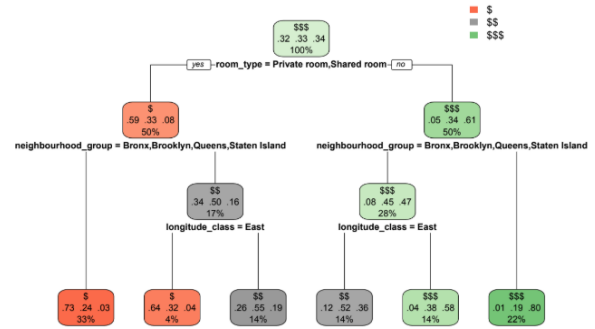 $
$$
$$$
$$$
.32 .33 .34
100%
yes room_type = Private room,Shared room no
$
.59 .33 .08
50%
$$$
.05 .34 .61
50%
neighbourhood_group = Bronx,Brooklyn,Queens,Staten Island
neighbourhood_group = Bronx,Brooklyn,Queens,Staten Island
$$
.34 .50 .16
17%
$$$
.08 .45 .47
28%
longitude_class = East
longitude_class = East
$
.73 .24 .03
33%
$
.64 .32 .04
4%
$$
.26 .55 .19
14%
$$
.12 .52 .36
14%
$$$
.04 .38 .58
14%
$$$
.01 .19 .80
22%